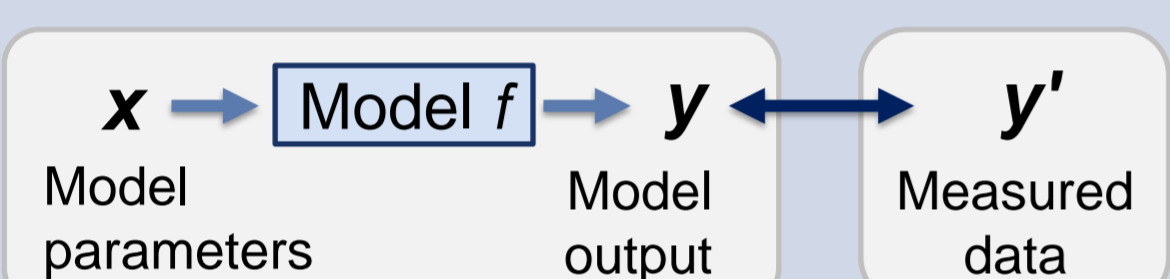 x Model f y y'
Model Model Measured
parameters output data